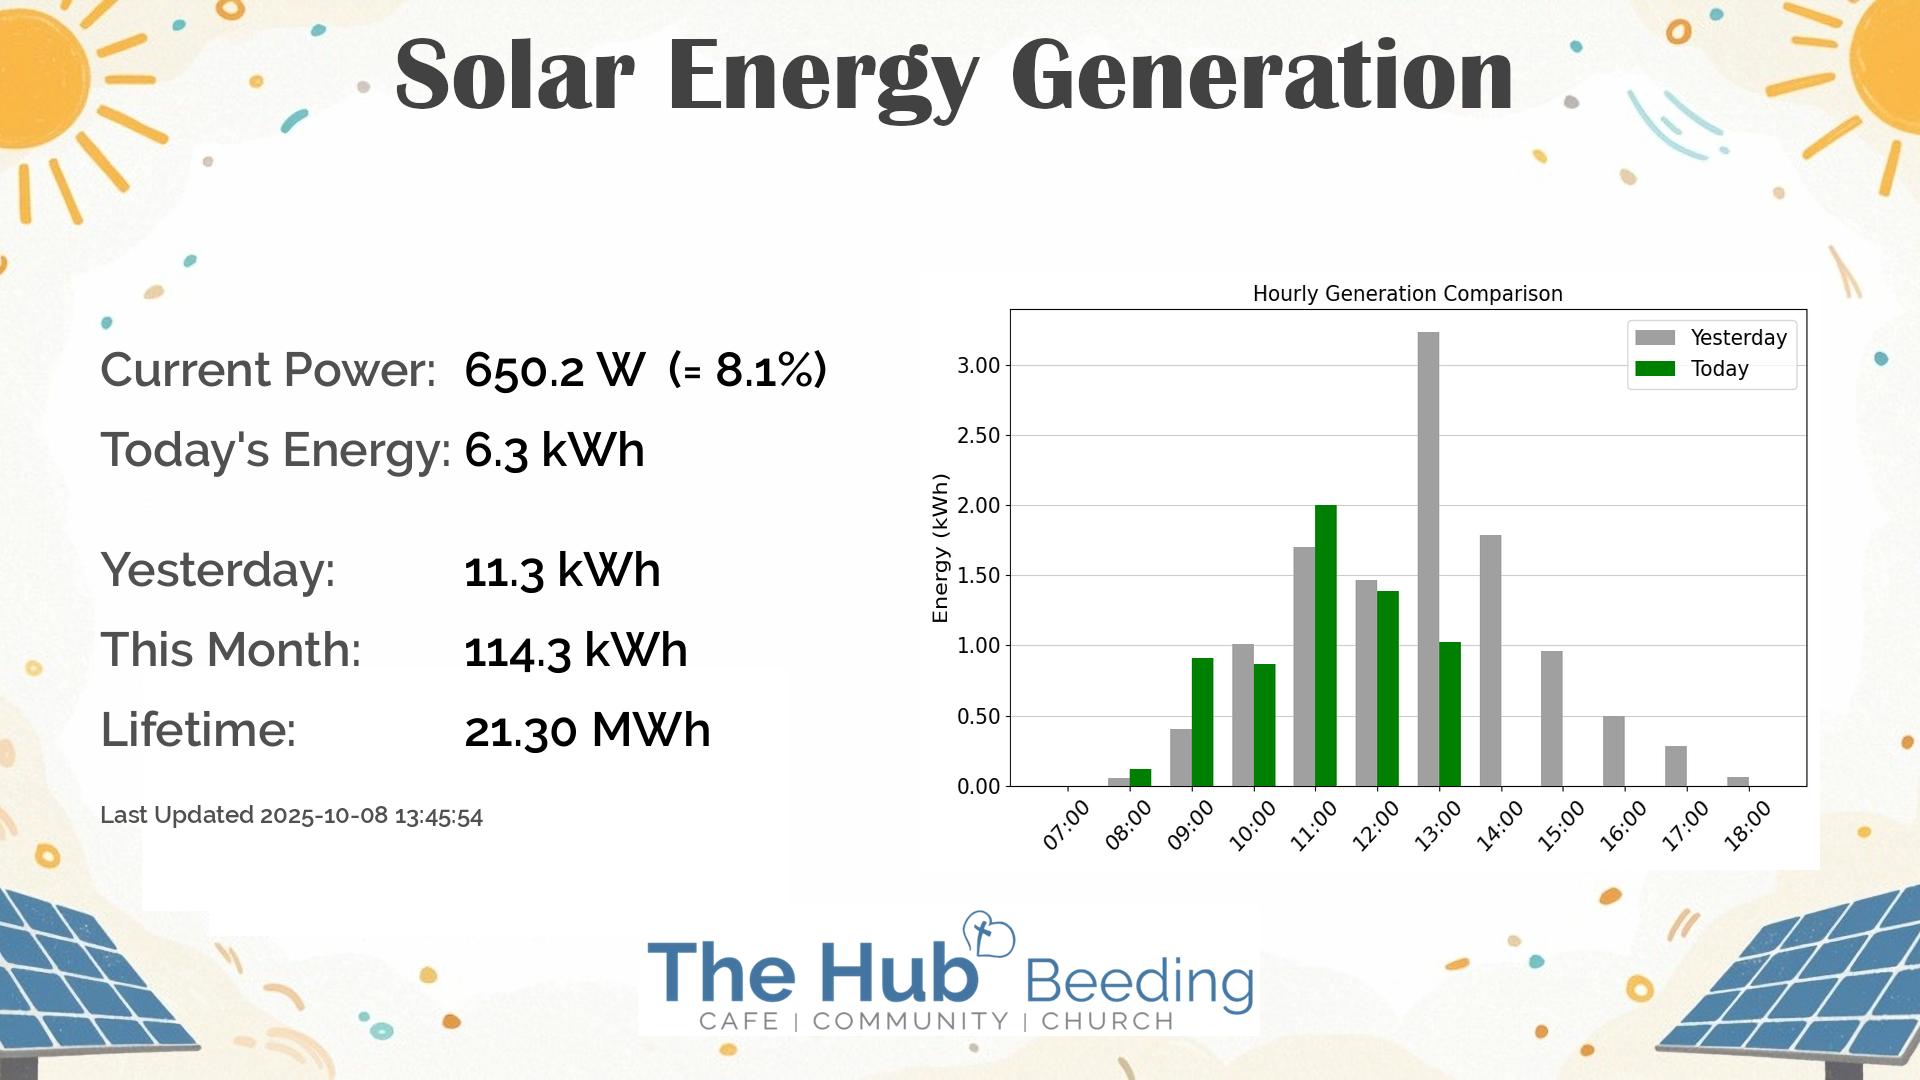 Solar Energy Generation
Current Power: 650.2 W (= 8.1%)
Today's Energy: 6.3 kWh
Yesterday: 11.3 kWh
This Month: 114.3 kWh
Lifetime: 21.30 MWh
Last Updated 2025-10-08 13:45:54
Hourly Generation Comparison
Yesterday
Today
Energy (kWh)
3.00
2.50
2.00
1.50
1.00
0.50
0.00
07:00 08:00 09:00 10:00 11:00 12:00 13:00 14:00 15:00 16:00 17:00 18:00
The Hub Beeding
CAFE | COMMUNITY | CHURCH